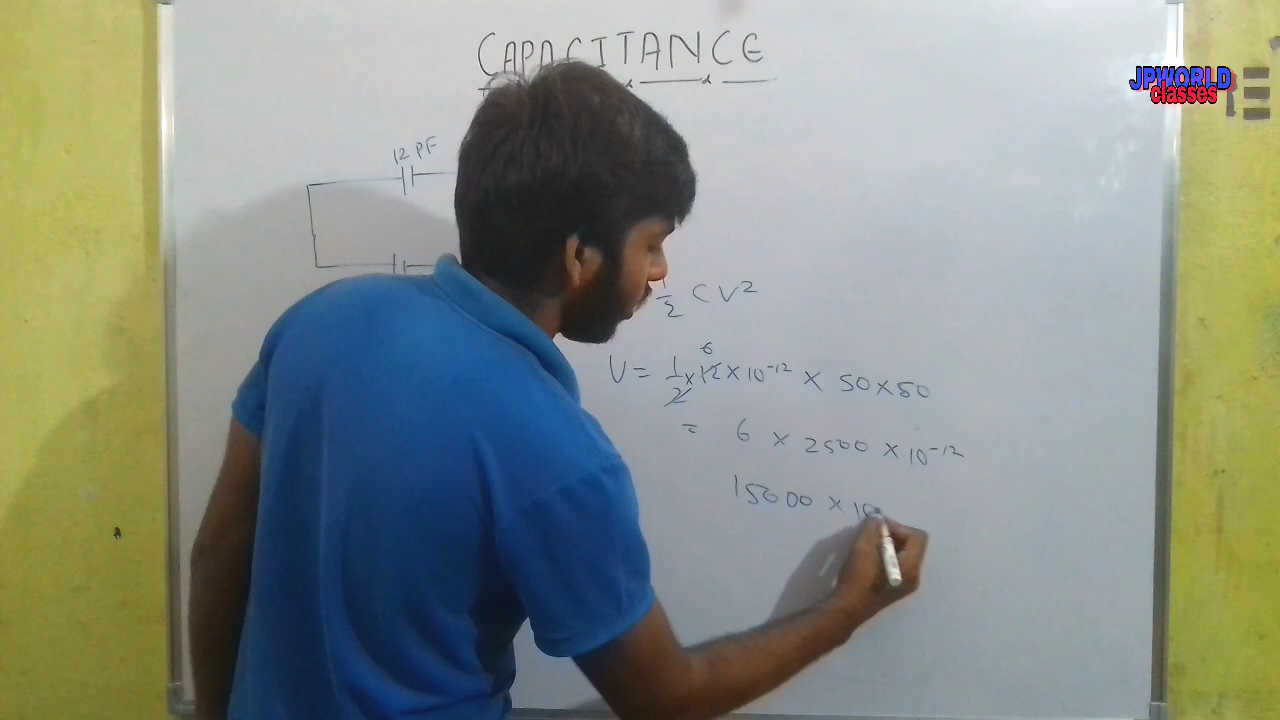 CAPACITANCE
JPWORLD
classes
12 PF
1/2 CV²
U = 1/2 × 12 6 × 10⁻¹² × 50 × 50
= 6 × 2500 × 10⁻¹²
15000 × 10